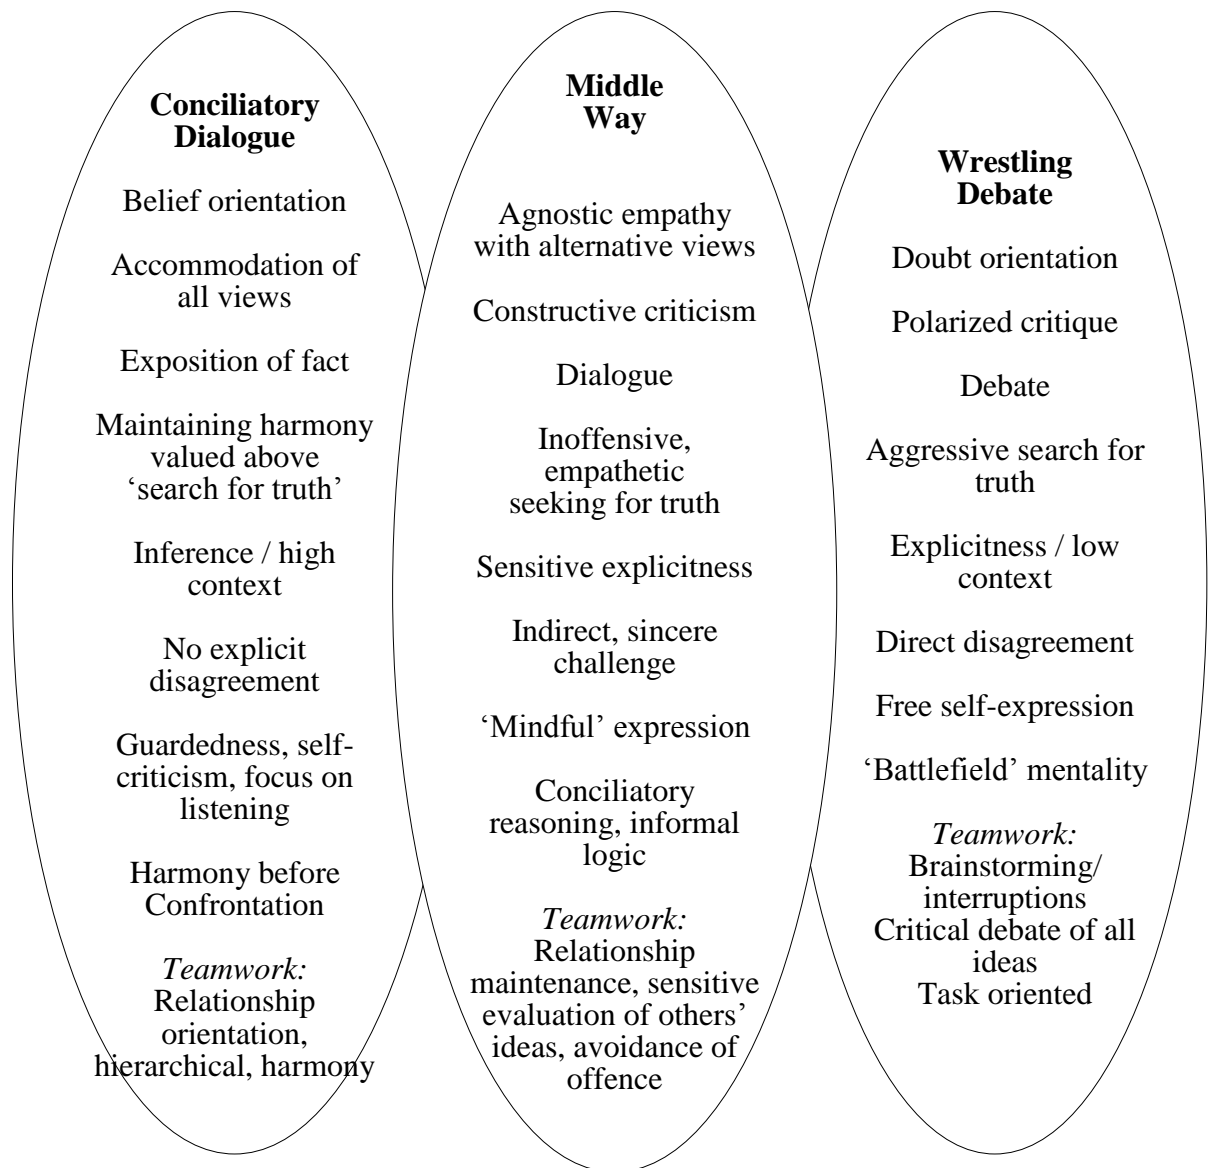 Conciliatory
Dialogue
Belief orientation
Accommodation of
all views
Exposition of fact
Maintaining harmony
valued above
‘search for truth’
Inference / high
context
No explicit
disagreement
Guardedness, self-
criticism, focus on
listening
Harmony before
Confrontation
Teamwork:
Relationship
orientation,
hierarchical, harmony
Middle
Way
Agnostic empathy
with alternative views
Constructive criticism
Dialogue
Inoffensive,
empathetic
seeking for truth
Sensitive explicitness
Indirect, sincere
challenge
‘Mindful’ expression
Conciliatory
reasoning, informal
logic
Teamwork:
Relationship
maintenance, sensitive
evaluation of others’
ideas, avoidance of
offence
Wrestling
Debate
Doubt orientation
Polarized critique
Debate
Aggressive search for
truth
Explicitness / low
context
Direct disagreement
Free self-expression
‘Battlefield’ mentality
Teamwork:
Brainstorming/
interruptions
Critical debate of all
ideas
Task oriented